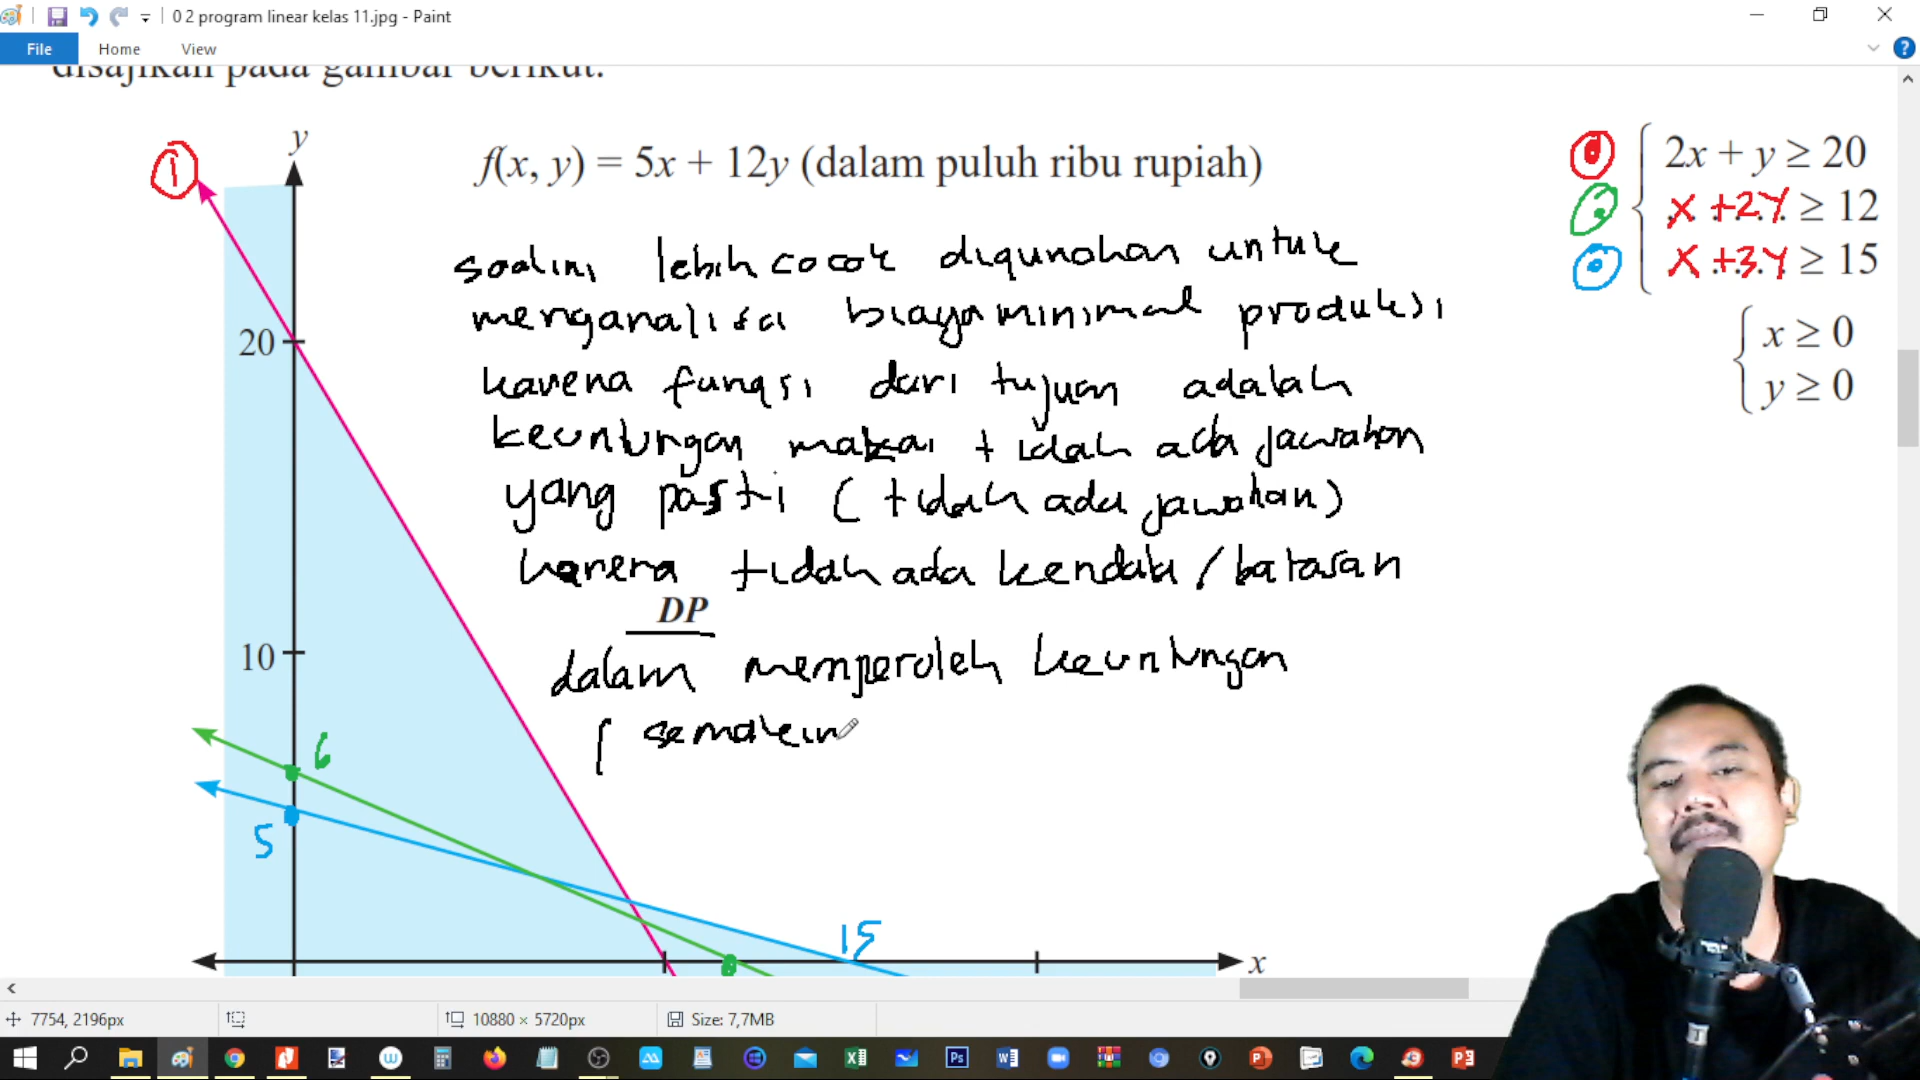 0 2 program linear kelas 11.jpg - Paint
File Home View
disajikan pada gambar berikut.
y
1
f(x, y) = 5x + 12y (dalam puluh ribu rupiah)
2x + y ≥ 20
x + 2y ≥ 12
x + 3y ≥ 15
x ≥ 0
y ≥ 0
soal ini lebih cocok digunakan untuk
menganalisa biaya minimal produksi
karena fungsi dari tujuan adalah
keuntungan maka tidak ada jawaban
yang pasti (tidak ada jawaban)
karena tidak ada kendala / batasan
DP
dalam memperoleh keuntungan
( semakin
20
10
6
5
15
x
7754, 2196px
10880 × 5720px
Size: 7,7MB